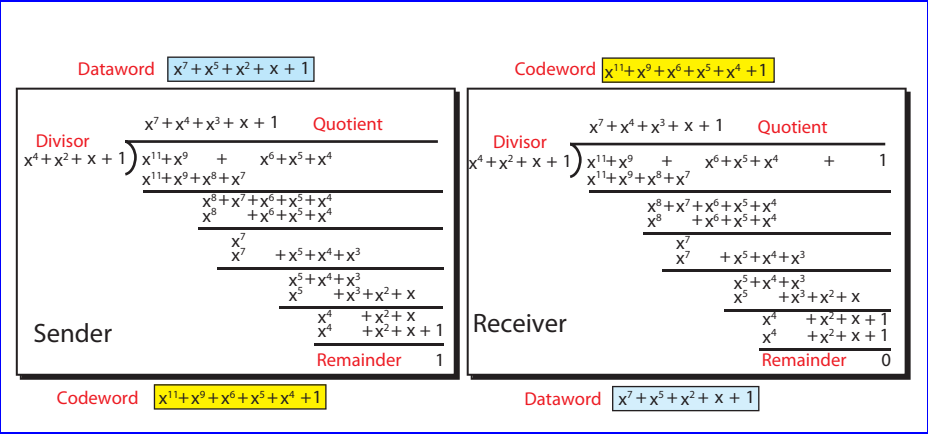 Dataword x⁷+x⁵+x²+x+1
x⁷+x⁴+x³+x+1 Quotient
Divisor
x⁴+x²+x+1) x¹¹+x⁹ + x⁶+x⁵+x⁴
x¹¹+x⁹+x⁸+x⁷
x⁸+x⁷+x⁶+x⁵+x⁴
x⁸ +x⁶+x⁵+x⁴
x⁷
x⁷ +x⁵+x⁴+x³
x⁵+x⁴+x³
x⁵ +x³+x²+x
x⁴ +x²+x
x⁴ +x²+x+1
Sender
Remainder 1
Codeword x¹¹+x⁹+x⁶+x⁵+x⁴+1
Codeword x¹¹+x⁹+x⁶+x⁵+x⁴+1
x⁷+x⁴+x³+x+1 Quotient
Divisor
x⁴+x²+x+1) x¹¹+x⁹ + x⁶+x⁵+x⁴ + 1
x¹¹+x⁹+x⁸+x⁷
x⁸+x⁷+x⁶+x⁵+x⁴
x⁸ +x⁶+x⁵+x⁴
x⁷
x⁷ +x⁵+x⁴+x³
x⁵+x⁴+x³
x⁵ +x³+x²+x
x⁴ +x²+x+1
x⁴ +x²+x+1
Receiver
Remainder 0
Dataword x⁷+x⁵+x²+x+1